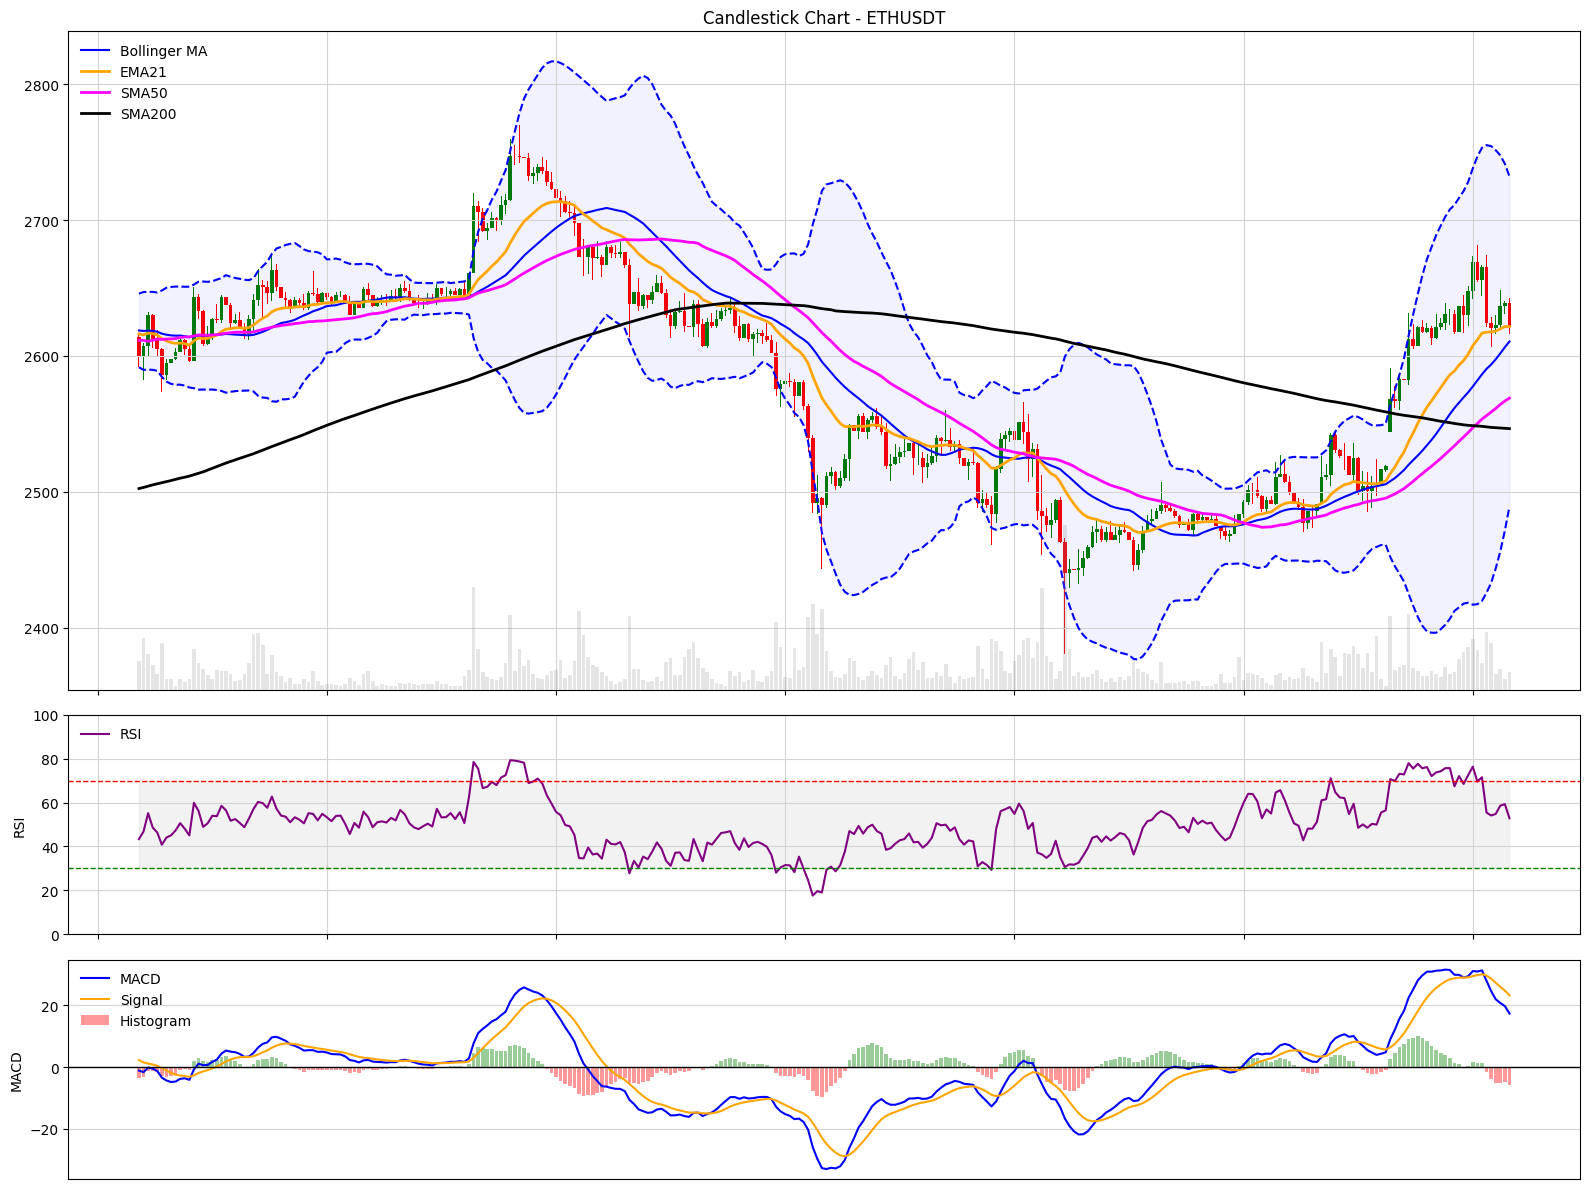 Candlestick Chart - ETHUSDT
Bollinger MA
EMA21
SMA50
SMA200
2800
2700
2600
2500
2400
RSI
100
80
60
40
20
0
RSI
MACD
Signal
Histogram
20
0
−20
MACD